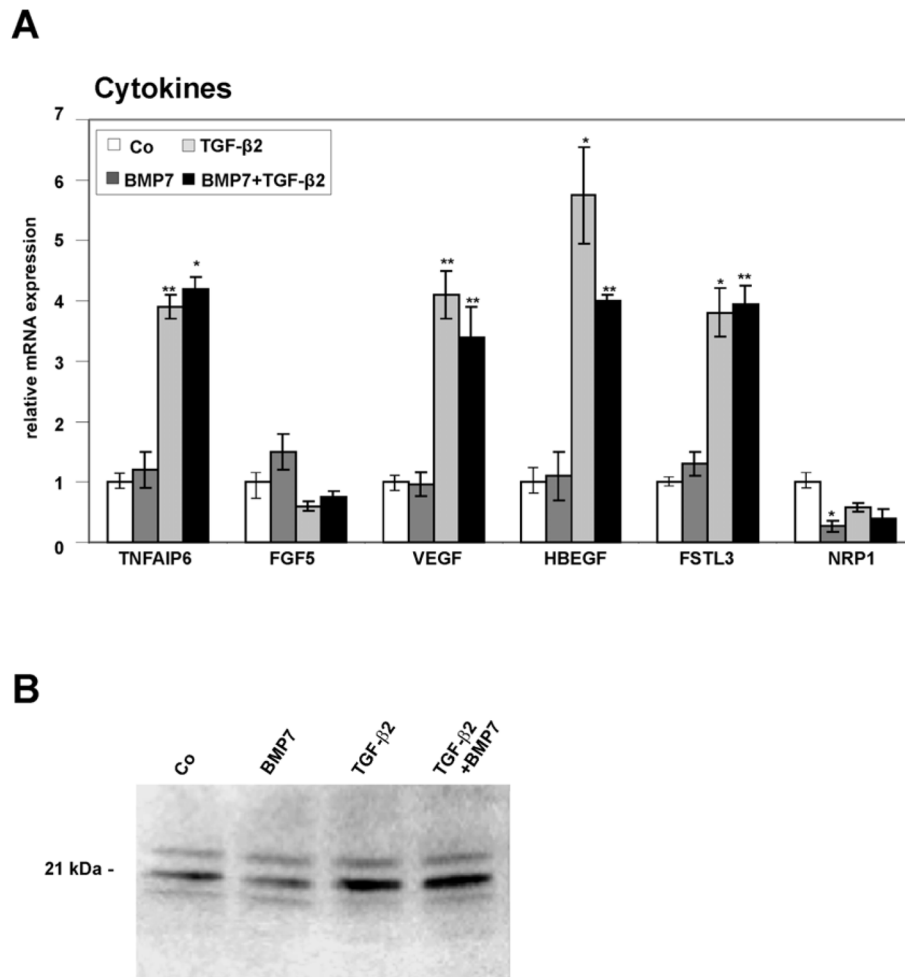 A
Cytokines
7
6
5
4
3
2
1
0
relative mRNA expression
Co TGF-β2
BMP7 BMP7+TGF-β2
** *
** **
* **
* **
*
TNFAIP6 FGF5 VEGF HBEGF FSTL3 NRP1
B
Co BMP7 TGF-β2 TGF-β2
+BMP7
21 kDa -